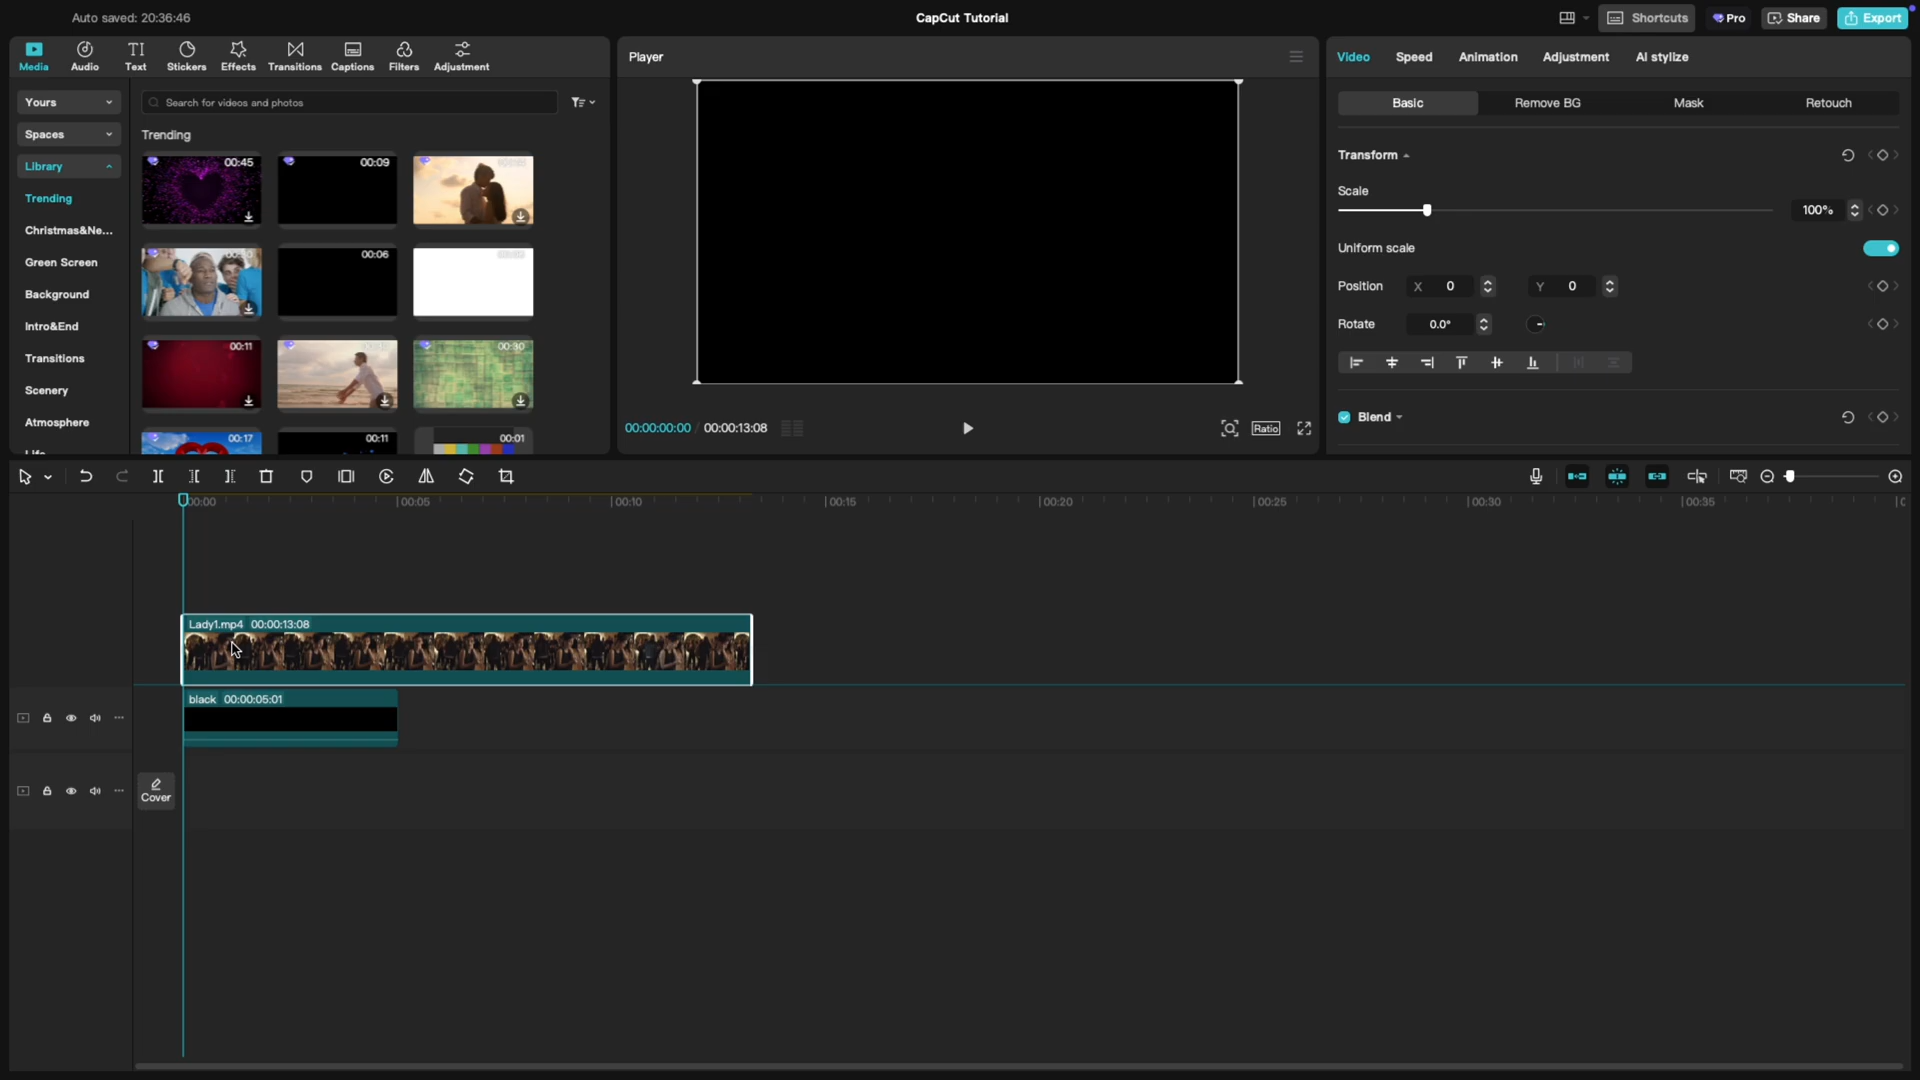 Auto saved: 20:36:46
CapCut Tutorial
Shortcuts
Pro
Share
Export
Media
Audio
TI
Text
Stickers
Effects
Transitions
Captions
Filters
Adjustment
Player
Video
Speed
Animation
Adjustment
AI stylize
Yours
Spaces
Library
Trending
Christmas&Ne...
Green Screen
Background
Intro&End
Transitions
Scenery
Atmosphere
Search for videos and photos
Trending
00:45
00:09
00:06
00:11
00:30
00:17
00:11
00:01
00:00:00:00 / 00:00:13:08
Ratio
Basic
Remove BG
Mask
Retouch
Transform
Scale
100%
Uniform scale
Position
X 0
Y 0
Rotate
0.0°
Blend
00:00
00:05
00:10
00:15
00:20
00:25
00:30
00:35
Lady1.mp4 00:00:13:08
black 00:00:05:01
Cover